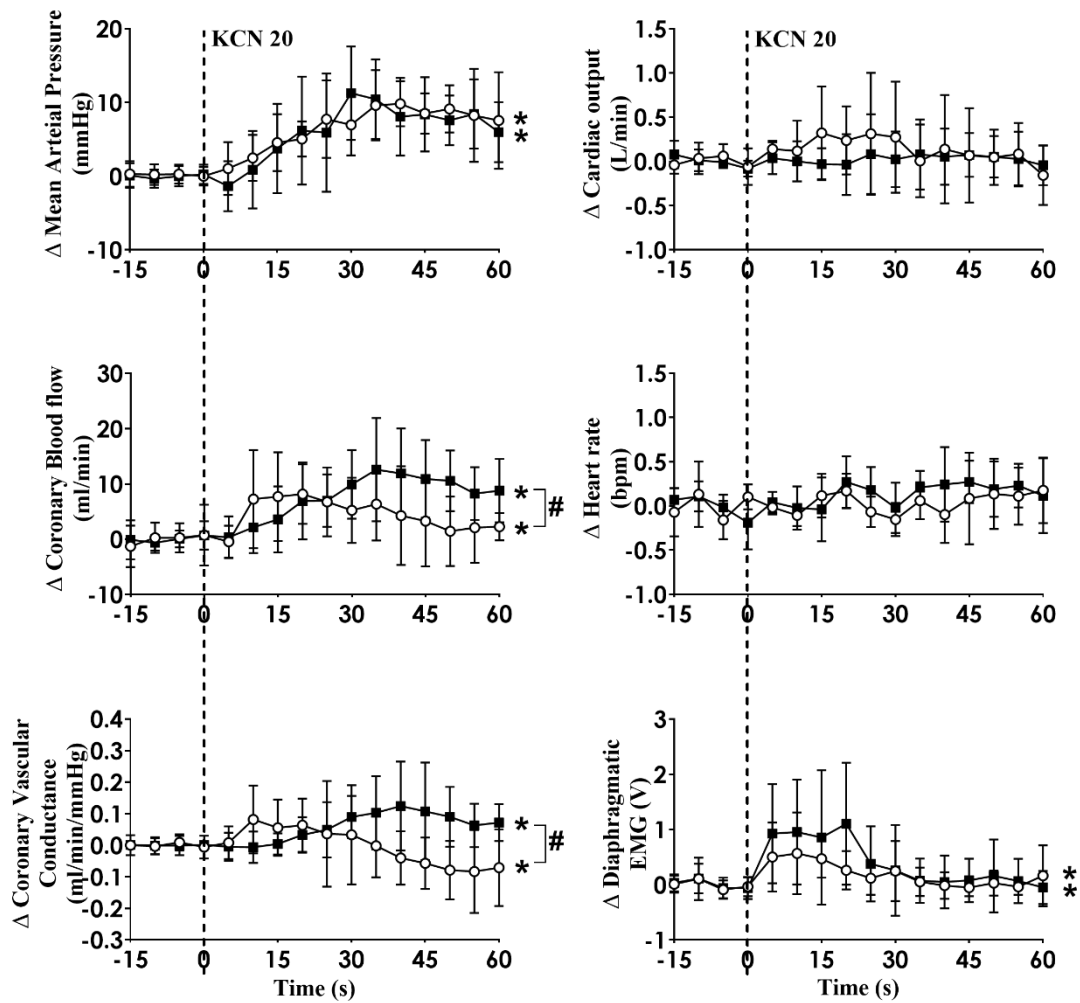 KCN 20
Δ Mean Arteial Pressure
(mmHg)
20
10
0
-10
-15 0 15 30 45 60
*
*
KCN 20
Δ Cardiac output
(L/min)
1.5
1.0
0.5
0.0
-0.5
-1.0
-15 0 15 30 45 60
Δ Coronary Blood flow
(ml/min)
30
20
10
0
-10
-15 0 15 30 45 60
*
#
*
Δ Heart rate
(bpm)
1.5
1.0
0.5
0.0
-0.5
-1.0
-15 0 15 30 45 60
Δ Coronary Vascular
Conductance
(ml/min/mmHg)
0.4
0.3
0.2
0.1
0.0
-0.1
-0.2
-0.3
-15 0 15 30 45 60
*
#
*
Time (s)
Δ Diaphragmatic
EMG (V)
3
2
1
0
-1
-15 0 15 30 45 60
*
*
Time (s)